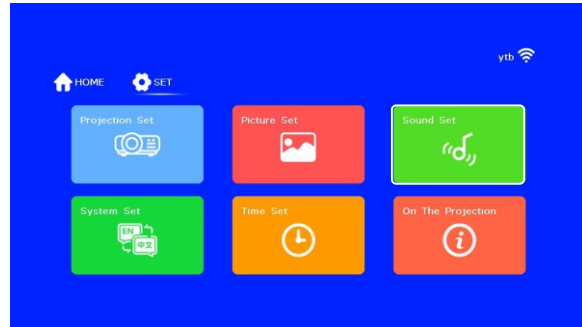 ytb
HOME SET
Projection Set
Picture Set
Sound Set
System Set
EN
中文
Time Set
On The Projection
i